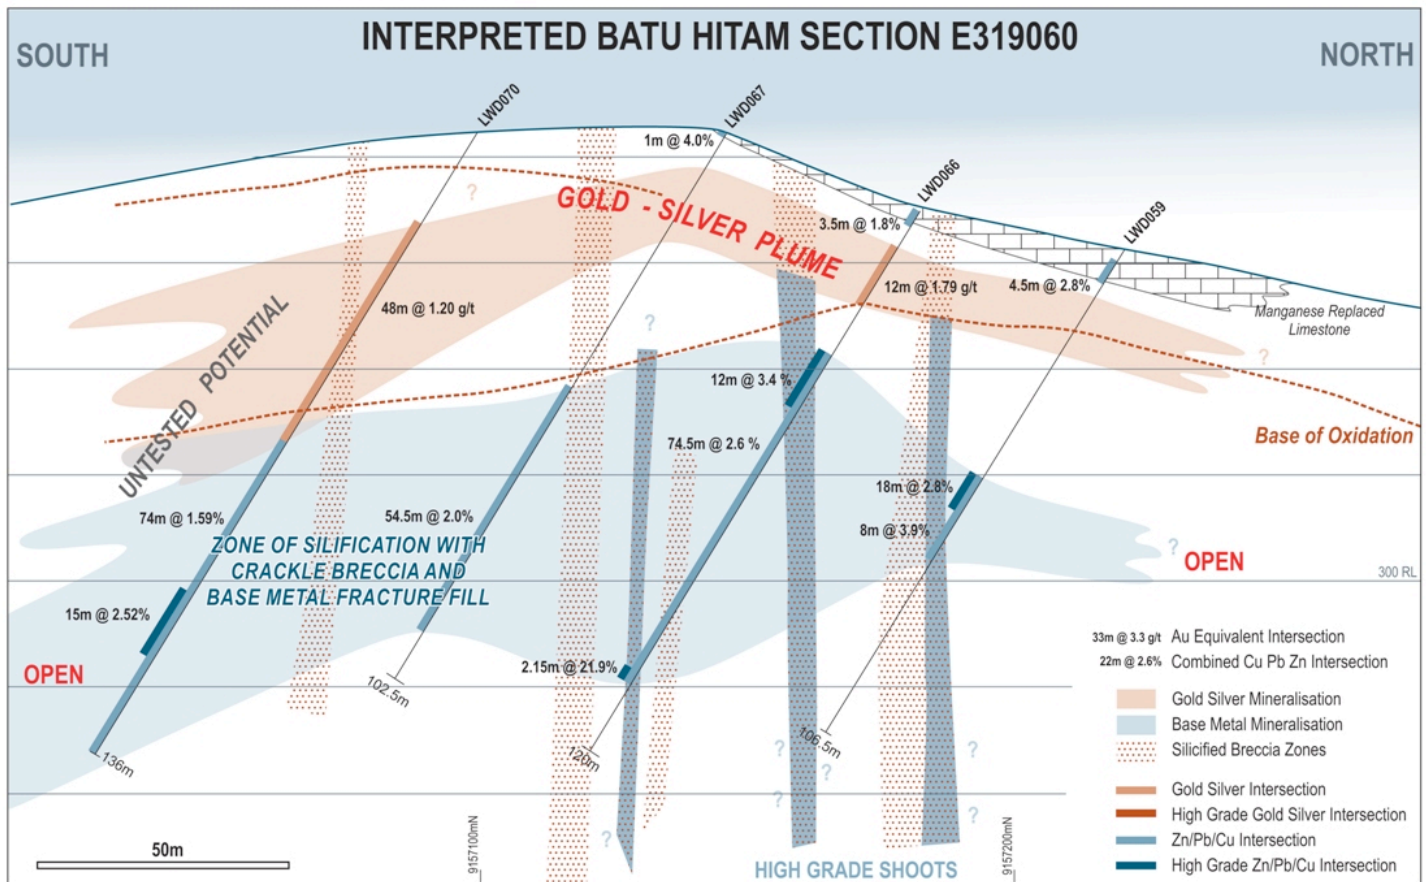 INTERPRETED BATU HITAM SECTION E319060
SOUTH
NORTH
LWD070
LWD067
LWD066
LWD059
1m @ 4.0%
?
GOLD - SILVER PLUME
3.5m @ 1.8%
12m @ 1.79 g/t
4.5m @ 2.8%
48m @ 1.20 g/t
Manganese Replaced
Limestone
?
?
UNTESTED POTENTIAL
12m @ 3.4 %
Base of Oxidation
74.5m @ 2.6 %
18m @ 2.8%
74m @ 1.59%
54.5m @ 2.0%
8m @ 3.9%
ZONE OF SILIFICATION WITH
CRACKLE BRECCIA AND
BASE METAL FRACTURE FILL
?
OPEN
300 RL
15m @ 2.52%
OPEN
2.15m @ 21.9%
102.5m
136m
120m
106.5m
?
?
?
?
?
?
50m
9157100mN
9157200mN
HIGH GRADE SHOOTS
33m @ 3.3 g/t Au Equivalent Intersection
22m @ 2.6% Combined Cu Pb Zn Intersection
Gold Silver Mineralisation
Base Metal Mineralisation
Silicified Breccia Zones
Gold Silver Intersection
High Grade Gold Silver Intersection
Zn/Pb/Cu Intersection
High Grade Zn/Pb/Cu Intersection